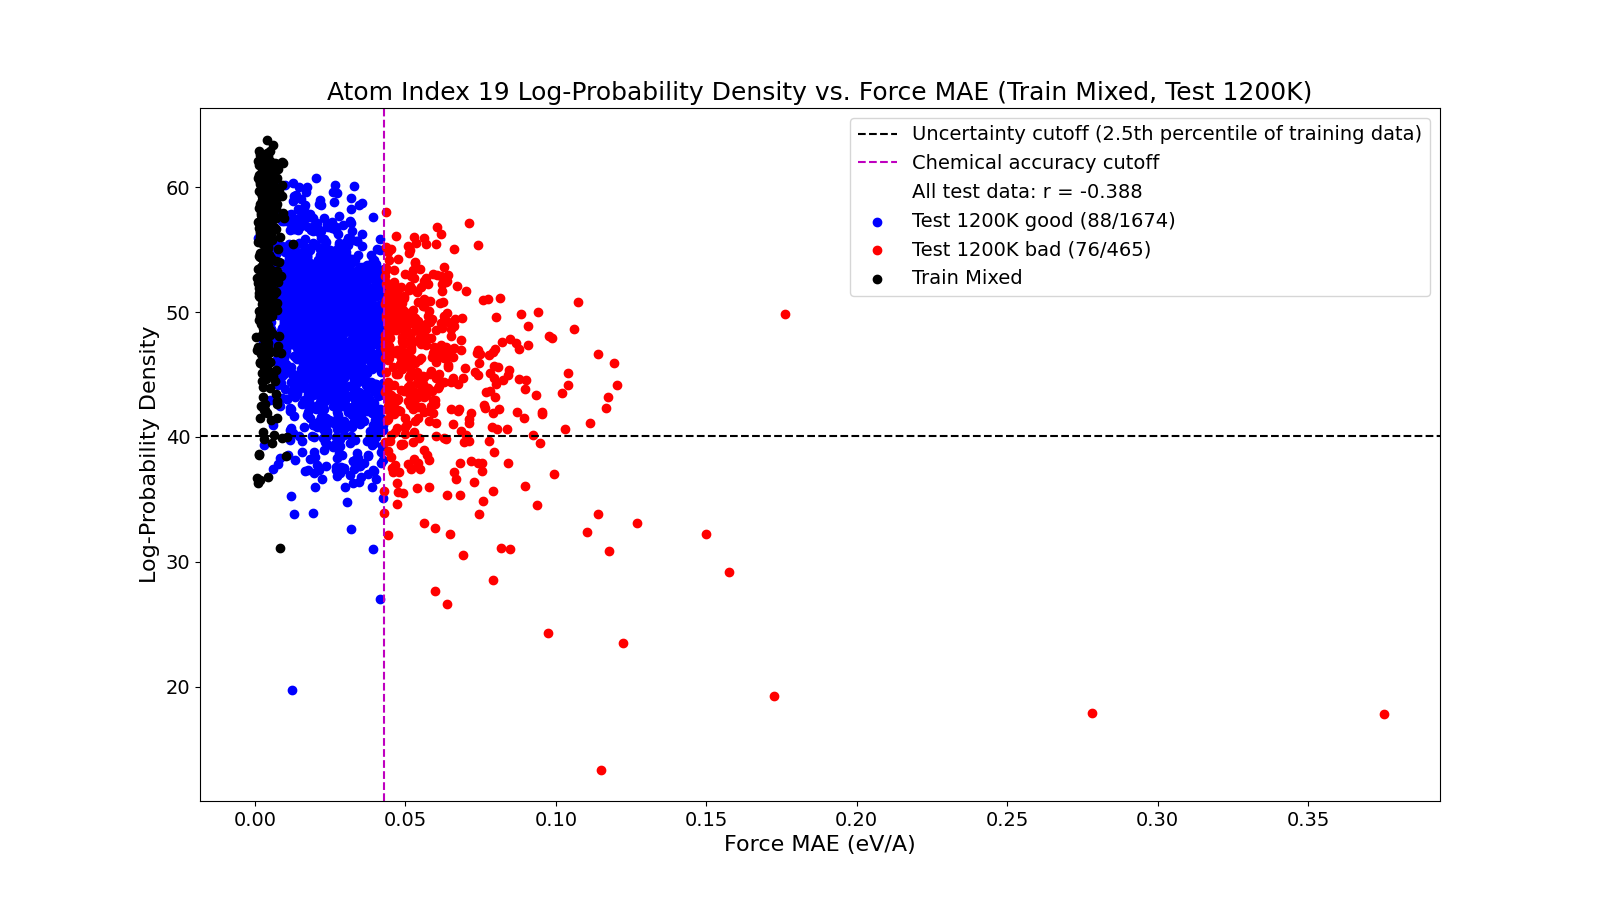 Atom Index 19 Log-Probability Density vs. Force MAE (Train Mixed, Test 1200K)
Uncertainty cutoff (2.5th percentile of training data)
Chemical accuracy cutoff
All test data: r = -0.388
Test 1200K good (88/1674)
Test 1200K bad (76/465)
Train Mixed
Log-Probability Density
60
50
40
30
20
0.00 0.05 0.10 0.15 0.20 0.25 0.30 0.35
Force MAE (eV/A)